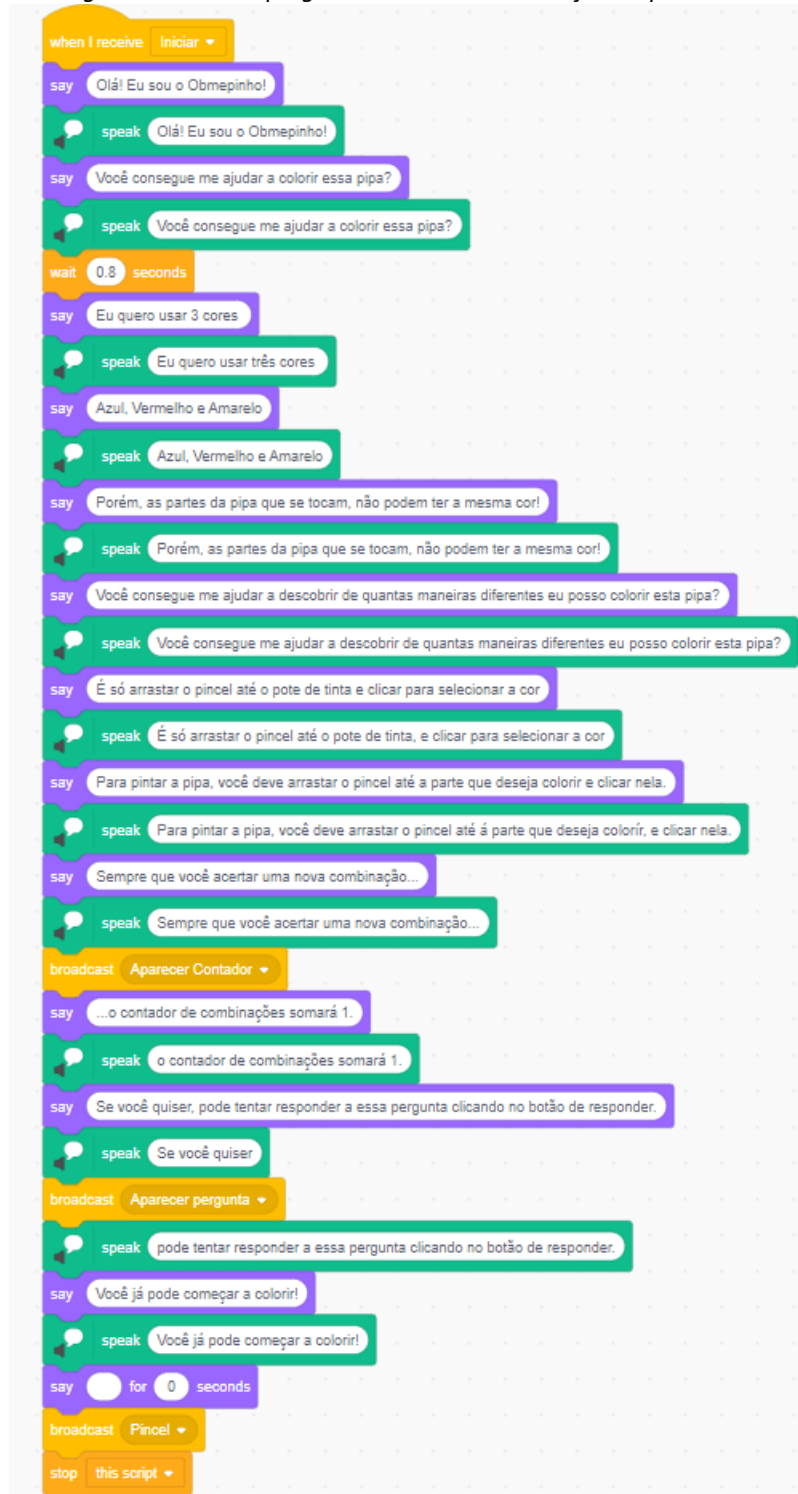 when I receive Iniciar
say Olá! Eu sou o Obmepinho!
speak Olá! Eu sou o Obmepinho!
say Você consegue me ajudar a colorir essa pipa?
speak Você consegue me ajudar a colorir essa pipa?
wait 0.8 seconds
say Eu quero usar 3 cores
speak Eu quero usar três cores
say Azul, Vermelho e Amarelo
speak Azul, Vermelho e Amarelo
say Porém, as partes da pipa que se tocam, não podem ter a mesma cor!
speak Porém, as partes da pipa que se tocam, não podem ter a mesma cor!
say Você consegue me ajudar a descobrir de quantas maneiras diferentes eu posso colorir esta pipa?
speak Você consegue me ajudar a descobrir de quantas maneiras diferentes eu posso colorir esta pipa?
say É só arrastar o pincel até o pote de tinta e clicar para selecionar a cor
speak É só arrastar o pincel até o pote de tinta, e clicar para selecionar a cor
say Para pintar a pipa, você deve arrastar o pincel até a parte que deseja colorir e clicar nela.
speak Para pintar a pipa, você deve arrastar o pincel até á parte que deseja colorír, e clicar nela.
say Sempre que você acertar uma nova combinação...
speak Sempre que você acertar uma nova combinação...
broadcast Aparecer Contador
say ...o contador de combinações somará 1.
speak o contador de combinações somará 1.
say Se você quiser, pode tentar responder a essa pergunta clicando no botão de responder.
speak Se você quiser
broadcast Aparecer pergunta
speak pode tentar responder a essa pergunta clicando no botão de responder.
say Você já pode começar a colorir!
speak Você já pode começar a colorir!
say for 0 seconds
broadcast Pincel
stop this script